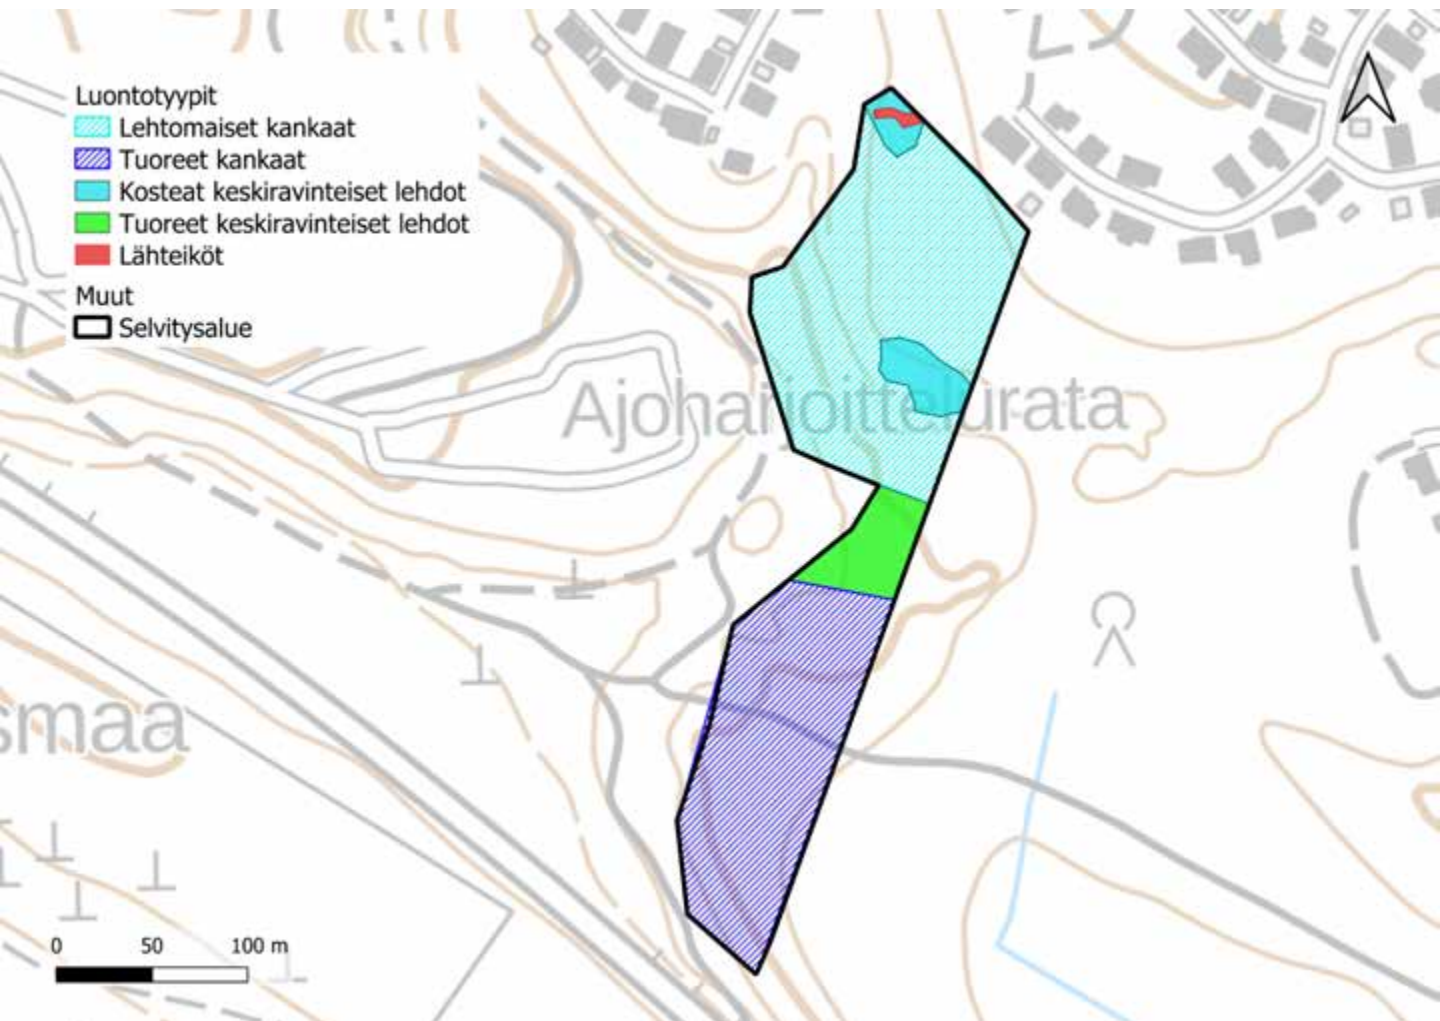 Luontotyypit
Lehtomaiset kankaat
Tuoreet kankaat
Kosteat keskiravinteiset lehdot
Tuoreet keskiravinteiset lehdot
Lähteiköt
Muut
Selvitysalue
Ajoharjoittelurata
smaa
0 50 100 m